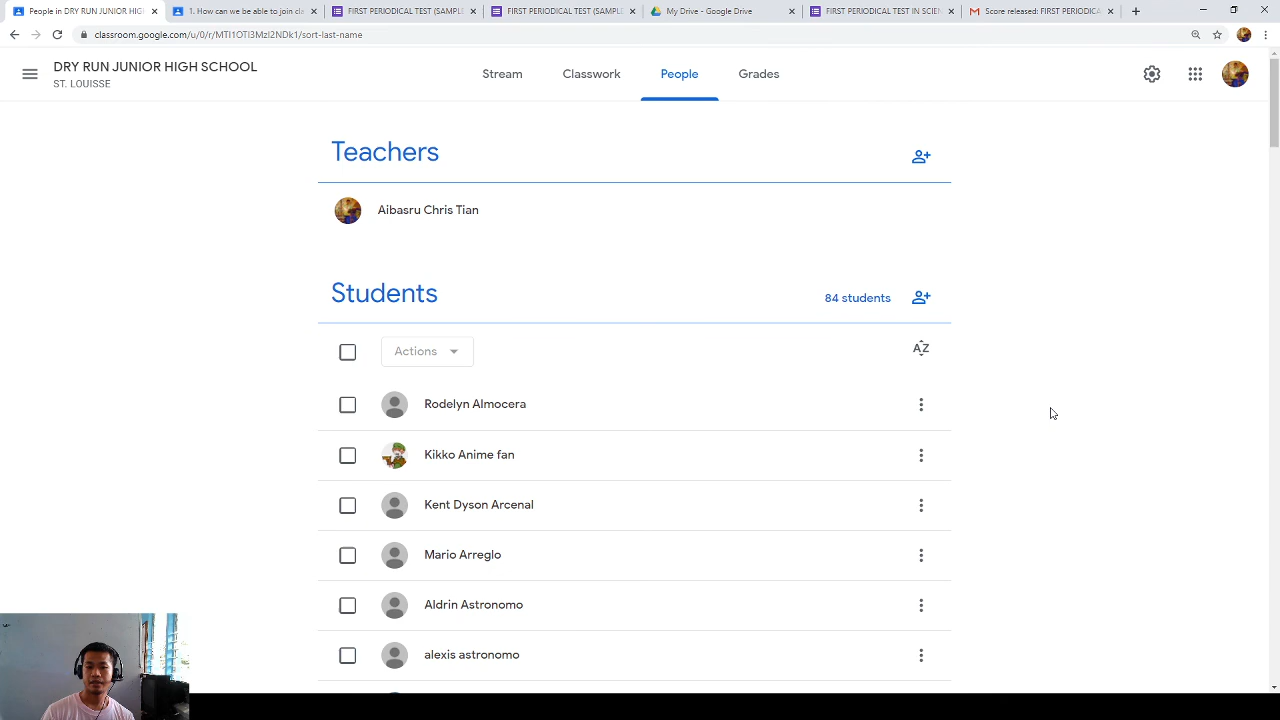 People in DRY RUN JUNIOR HIG
1. How can we be able to join cla
FIRST PERIODICAL TEST (SAMPLE
FIRST PERIODICAL TEST (SAMPL
My Drive - Google Drive
FIRST PERIODICAL TEST IN SCIEN
Score released: FIRST PERIODICA
classroom.google.com/u/0/r/MTI1OTI3MzI2NDk1/sort-last-name
DRY RUN JUNIOR HIGH SCHOOL
ST. LOUISSE
Stream
Classwork
People
Grades
Teachers
Aibasru Chris Tian
Students
84 students
Actions
AZ
Rodelyn Almocera
Kikko Anime fan
Kent Dyson Arcenal
Mario Arreglo
Aldrin Astronomo
alexis astronomo